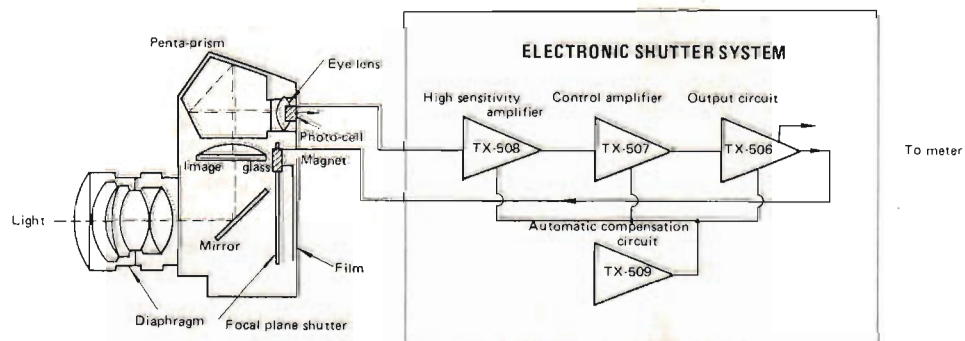 Penta-prism
Eye lens
Photo-cell
Magnet
Image glass
Light
Mirror
Film
Diaphragm
Focal plane shutter
ELECTRONIC SHUTTER SYSTEM
High sensitivity
amplifier
Control amplifier
Output circuit
TX-508
TX-507
TX-506
To meter
Automatic compensation
circuit
TX-509